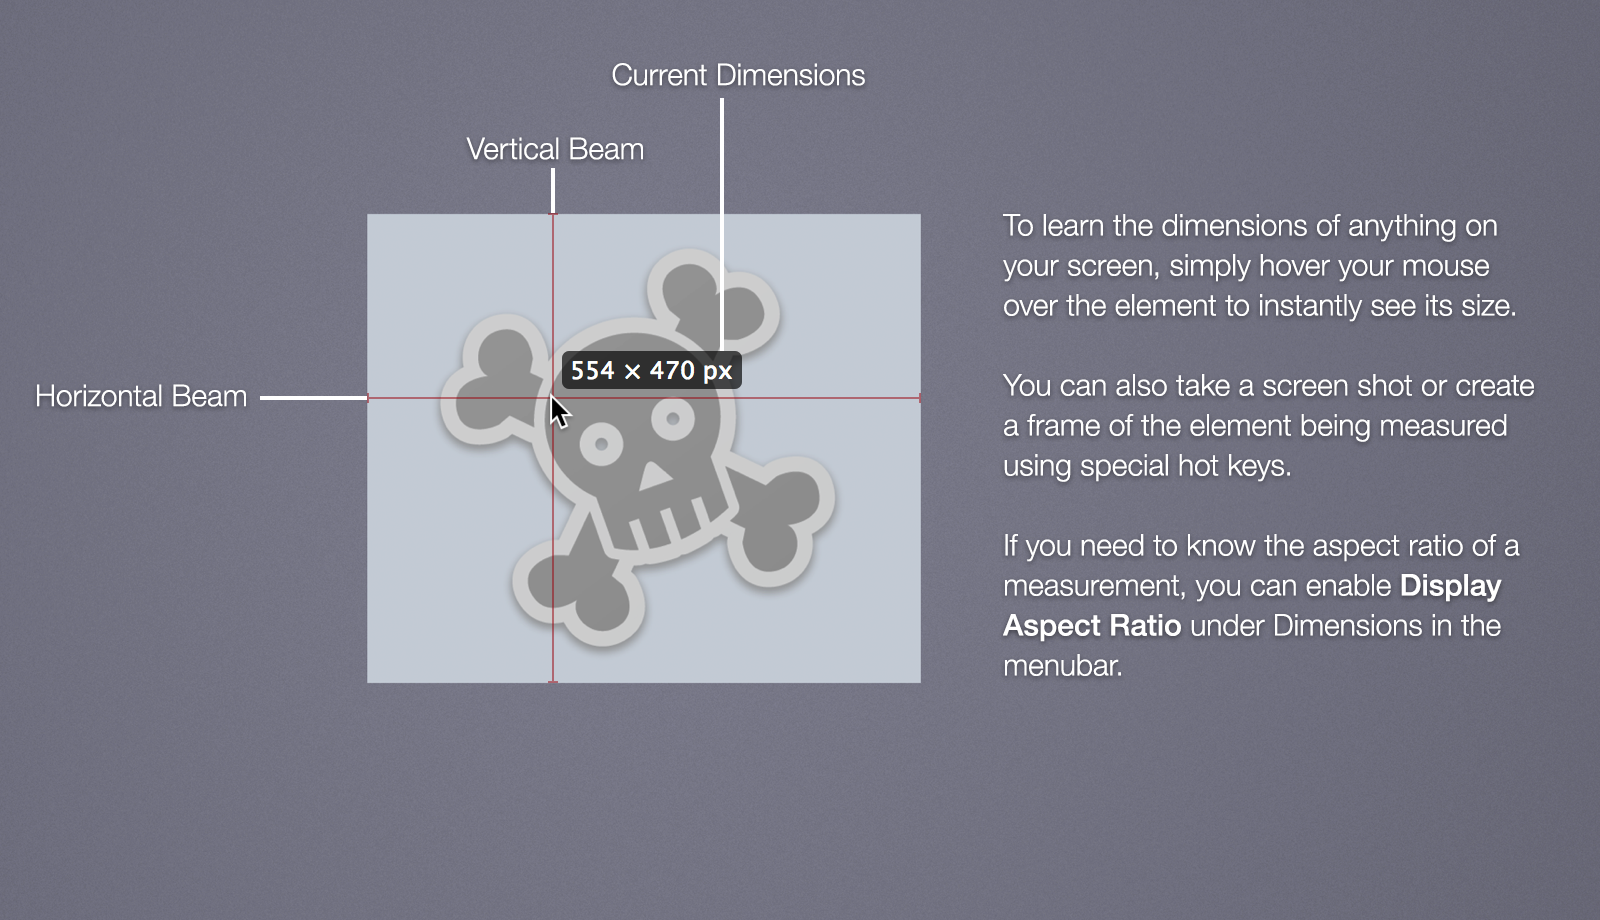 Current Dimensions
Vertical Beam
Horizontal Beam
554 × 470 px
To learn the dimensions of anything on
your screen, simply hover your mouse
over the element to instantly see its size.
You can also take a screen shot or create
a frame of the element being measured
using special hot keys.
If you need to know the aspect ratio of a
measurement, you can enable Display
Aspect Ratio under Dimensions in the
menubar.